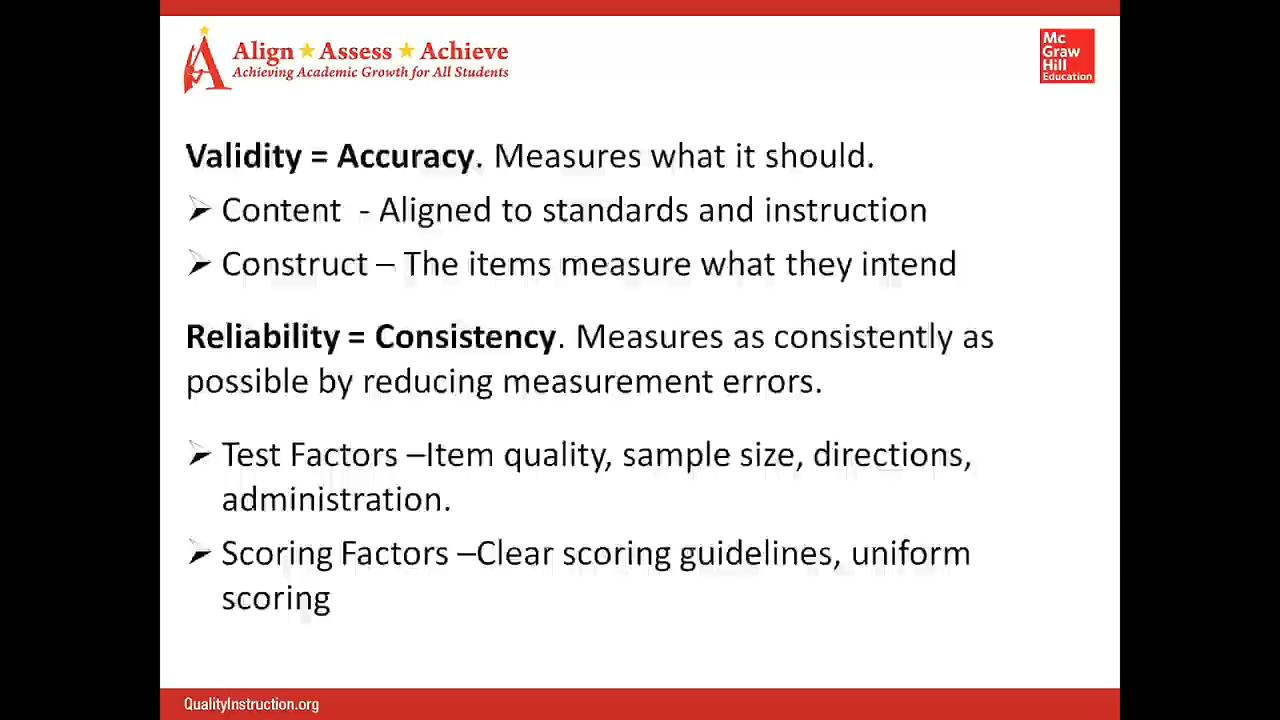 Align ★ Assess ★ Achieve
Achieving Academic Growth for All Students
Mc
Graw
Hill
Education
Validity = Accuracy. Measures what it should.
➢ Content - Aligned to standards and instruction
➢ Construct – The items measure what they intend
Reliability = Consistency. Measures as consistently as
possible by reducing measurement errors.
➢ Test Factors –Item quality, sample size, directions,
administration.
➢ Scoring Factors –Clear scoring guidelines, uniform
scoring
QualityInstruction.org